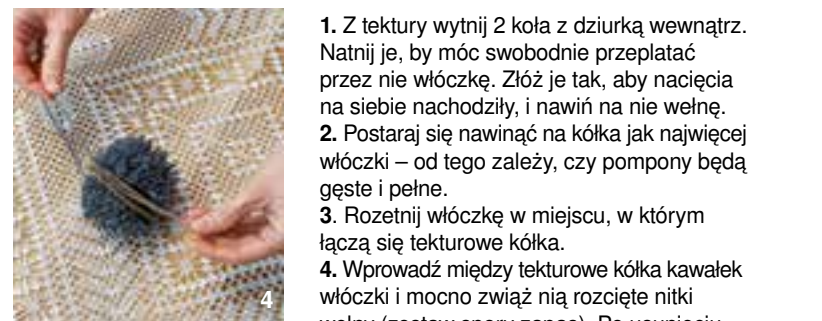 1. Z tektury wytnij 2 koła z dziurką wewnątrz.
Natnij je, by móc swobodnie przeplatać
przez nie włóczkę. Złóż je tak, aby nacięcia
na siebie nachodziły, i nawiń na nie wełnę.
2. Postaraj się nawinąć na kółka jak najwięcej
włóczki – od tego zależy, czy pompony będą
gęste i pełne.
3. Rozetnij włóczkę w miejscu, w którym
łączą się tekturowe kółka.
4. Wprowadź między tekturowe kółka kawałek
włóczki i mocno zwiąż nią rozcięte nitki
4